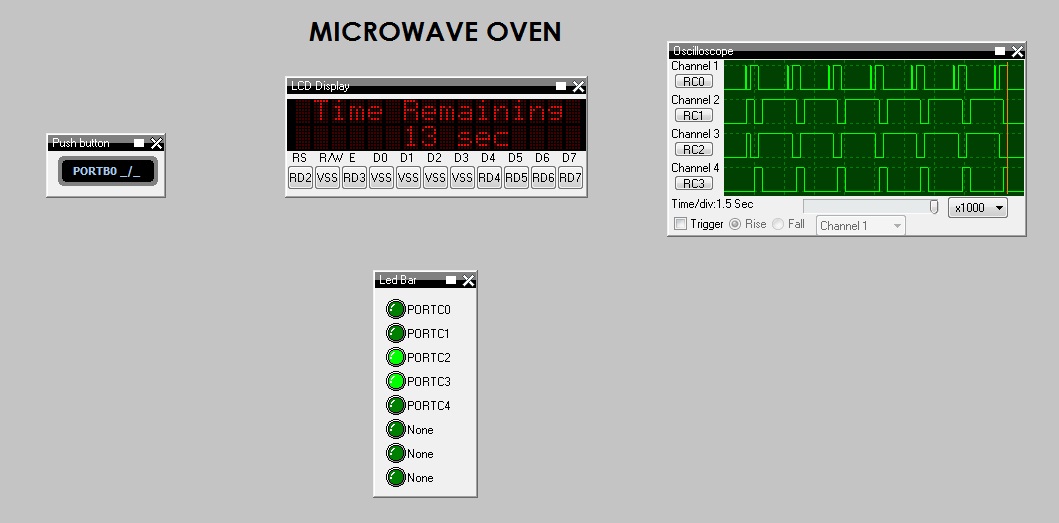 MICROWAVE OVEN
Push button
PORTB0 _/_
LCD Display
Time Remaining
13 sec
RS R/W E D0 D1 D2 D3 D4 D5 D6 D7
RD2 VSS RD3 VSS VSS VSS VSS RD4 RD5 RD6 RD7
Oscilloscope
Channel 1
RC0
Channel 2
RC1
Channel 3
RC2
Channel 4
RC3
Time/div:1.5 Sec
x1000
Trigger Rise Fall Channel 1
Led Bar
PORTC0
PORTC1
PORTC2
PORTC3
PORTC4
None
None
None